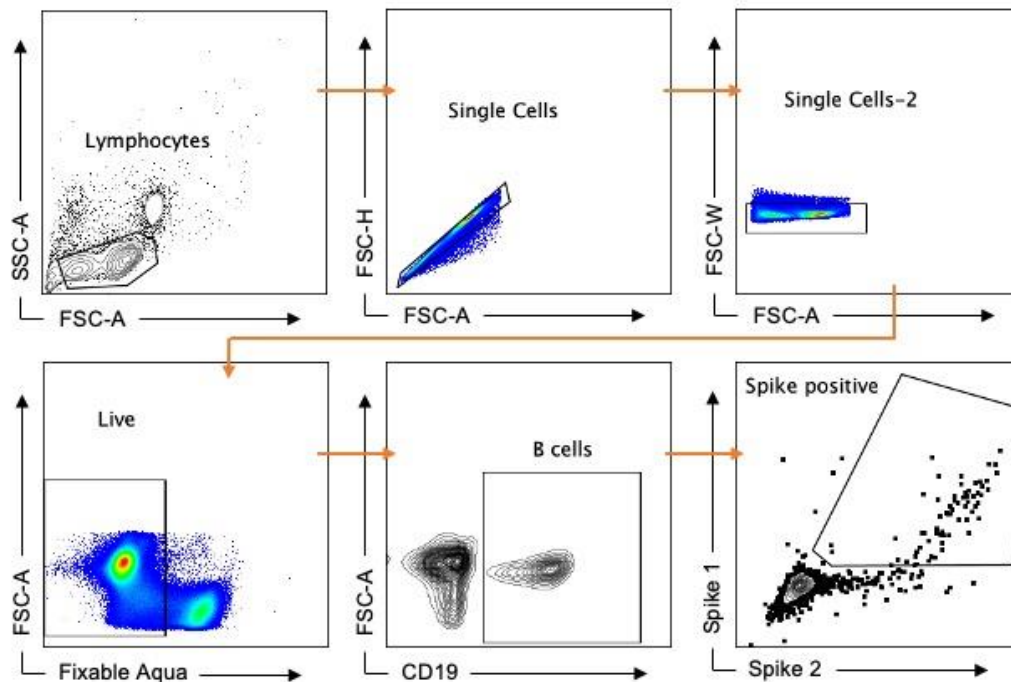 Lymphocytes
SSC-A
FSC-A
Single Cells
FSC-H
FSC-A
Single Cells-2
FSC-W
FSC-A
Live
FSC-A
Fixable Aqua
B cells
FSC-A
CD19
Spike positive
Spike 1
Spike 2